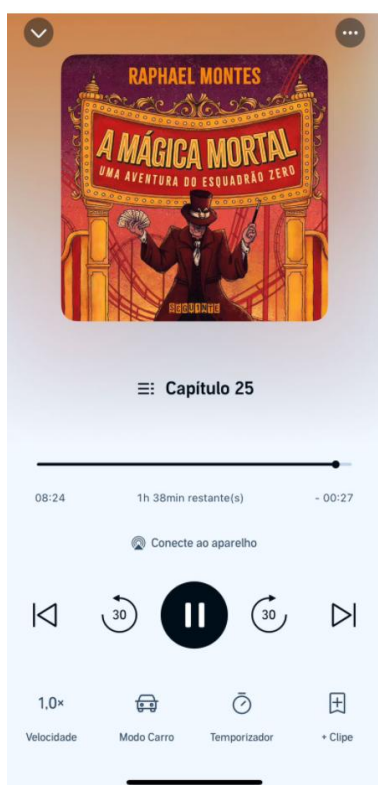 RAPHAEL MONTES
A MÁGICA MORTAL
UMA AVENTURA DO ESQUADRÃO ZERO
SEGUINTE
Capítulo 25
08:24
1h 38min restante(s)
- 00:27
Conecte ao aparelho
30
30
1,0×
Velocidade
Modo Carro
Temporizador
+ Clipe